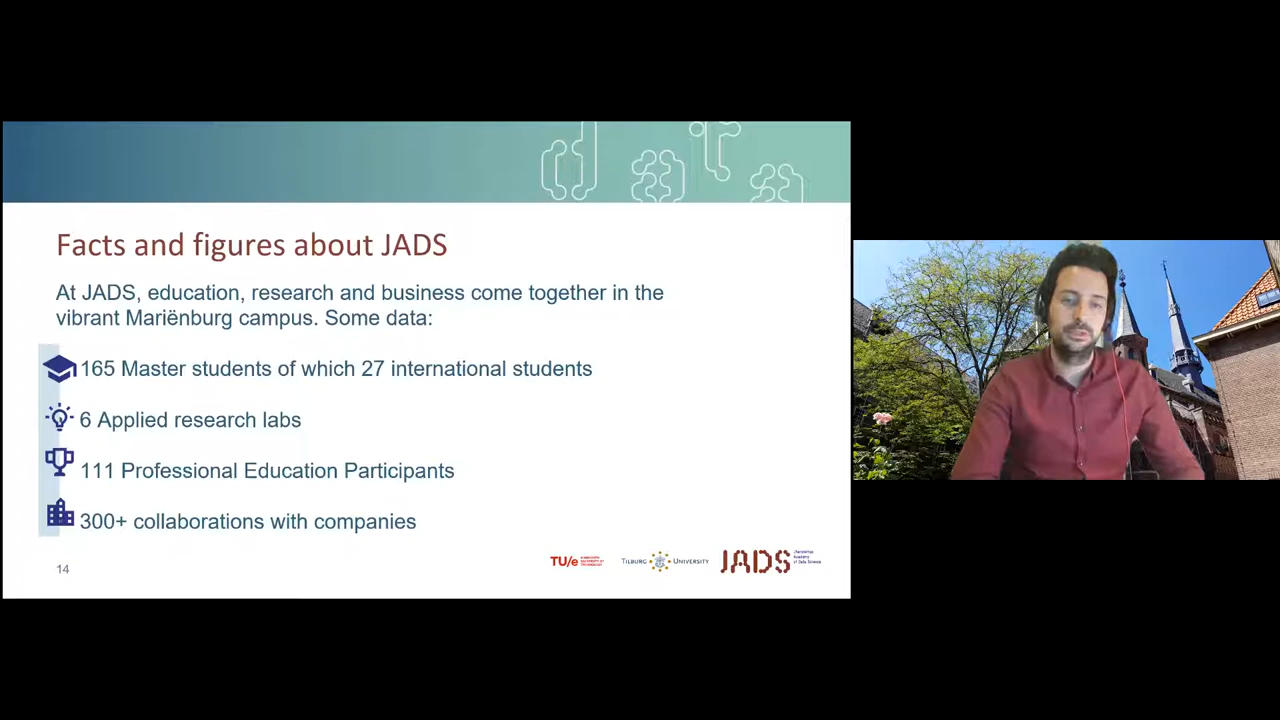 data
Facts and figures about JADS
At JADS, education, research and business come together in the
vibrant Mariënburg campus. Some data:
165 Master students of which 27 international students
6 Applied research labs
111 Professional Education Participants
300+ collaborations with companies
14
TU/e
TILBURG UNIVERSITY
JADS